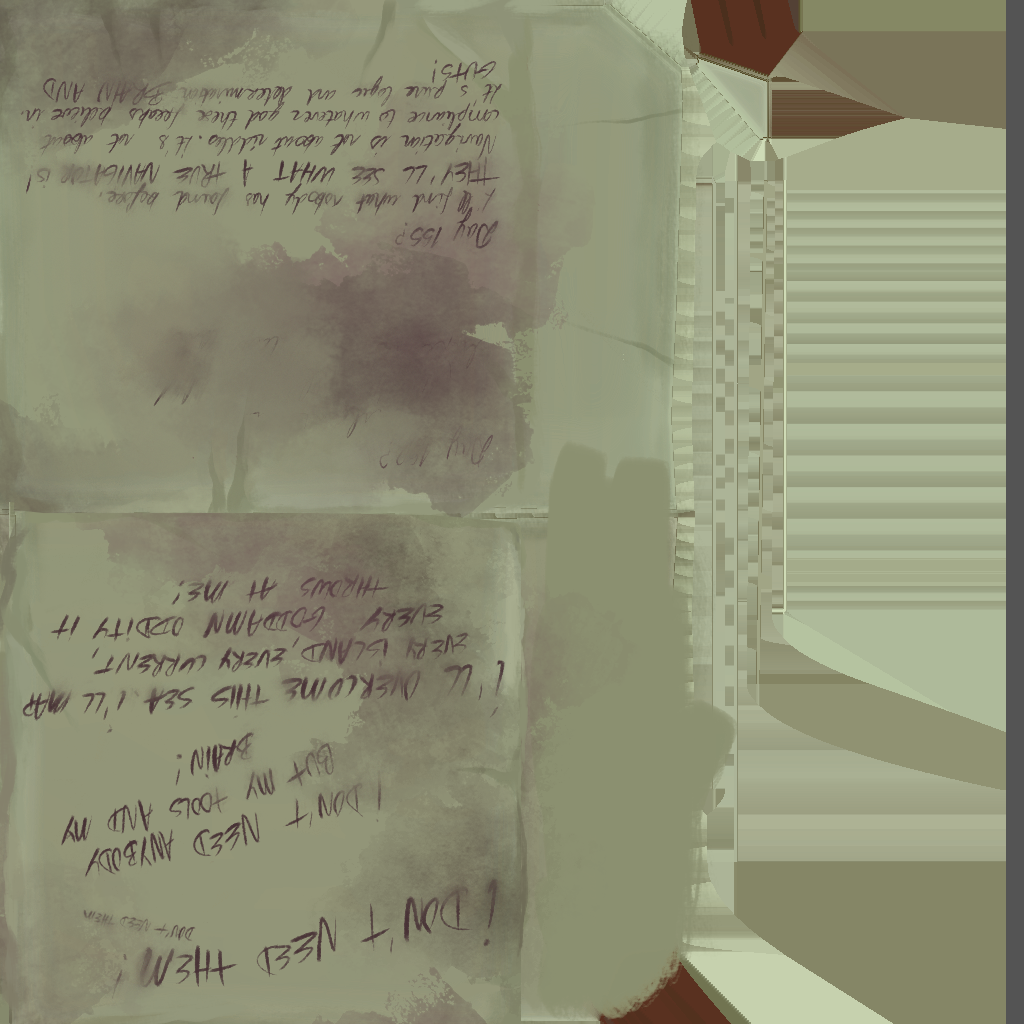 I DON'T NEED THEM!
DON'T NEED THEM
I DON'T NEED ANYBODY
BUT MY TOOLS AND MY
BRAIN!
I'LL OVERCOME THIS SEA. I'LL MAP
EVERY ISLAND, EVERY CURRENT,
EVERY GODDAMN ODDITY IT
THROWS AT ME!
Day
Day 155?
I'll find what nobody has found before.
THEY'LL SEE WHAT A TRUE NAVIGATOR IS!
Navigation is not about riddles. It's not about
compliance to whatever god these freaks believe in
It's pure logic and determination. BRAIN AND
GUTS!